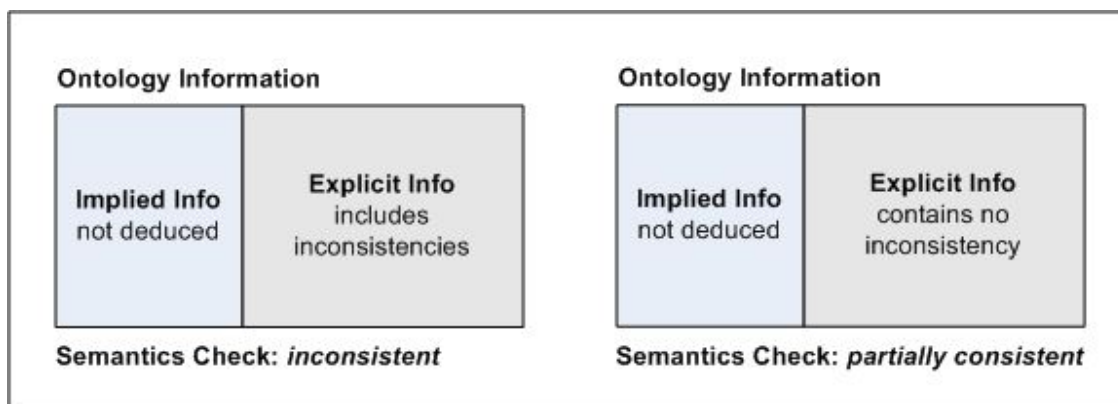 Ontology Information
Implied Info
not deduced
Explicit Info
includes
inconsistencies
Semantics Check: inconsistent
Ontology Information
Implied Info
not deduced
Explicit Info
contains no
inconsistency
Semantics Check: partially consistent